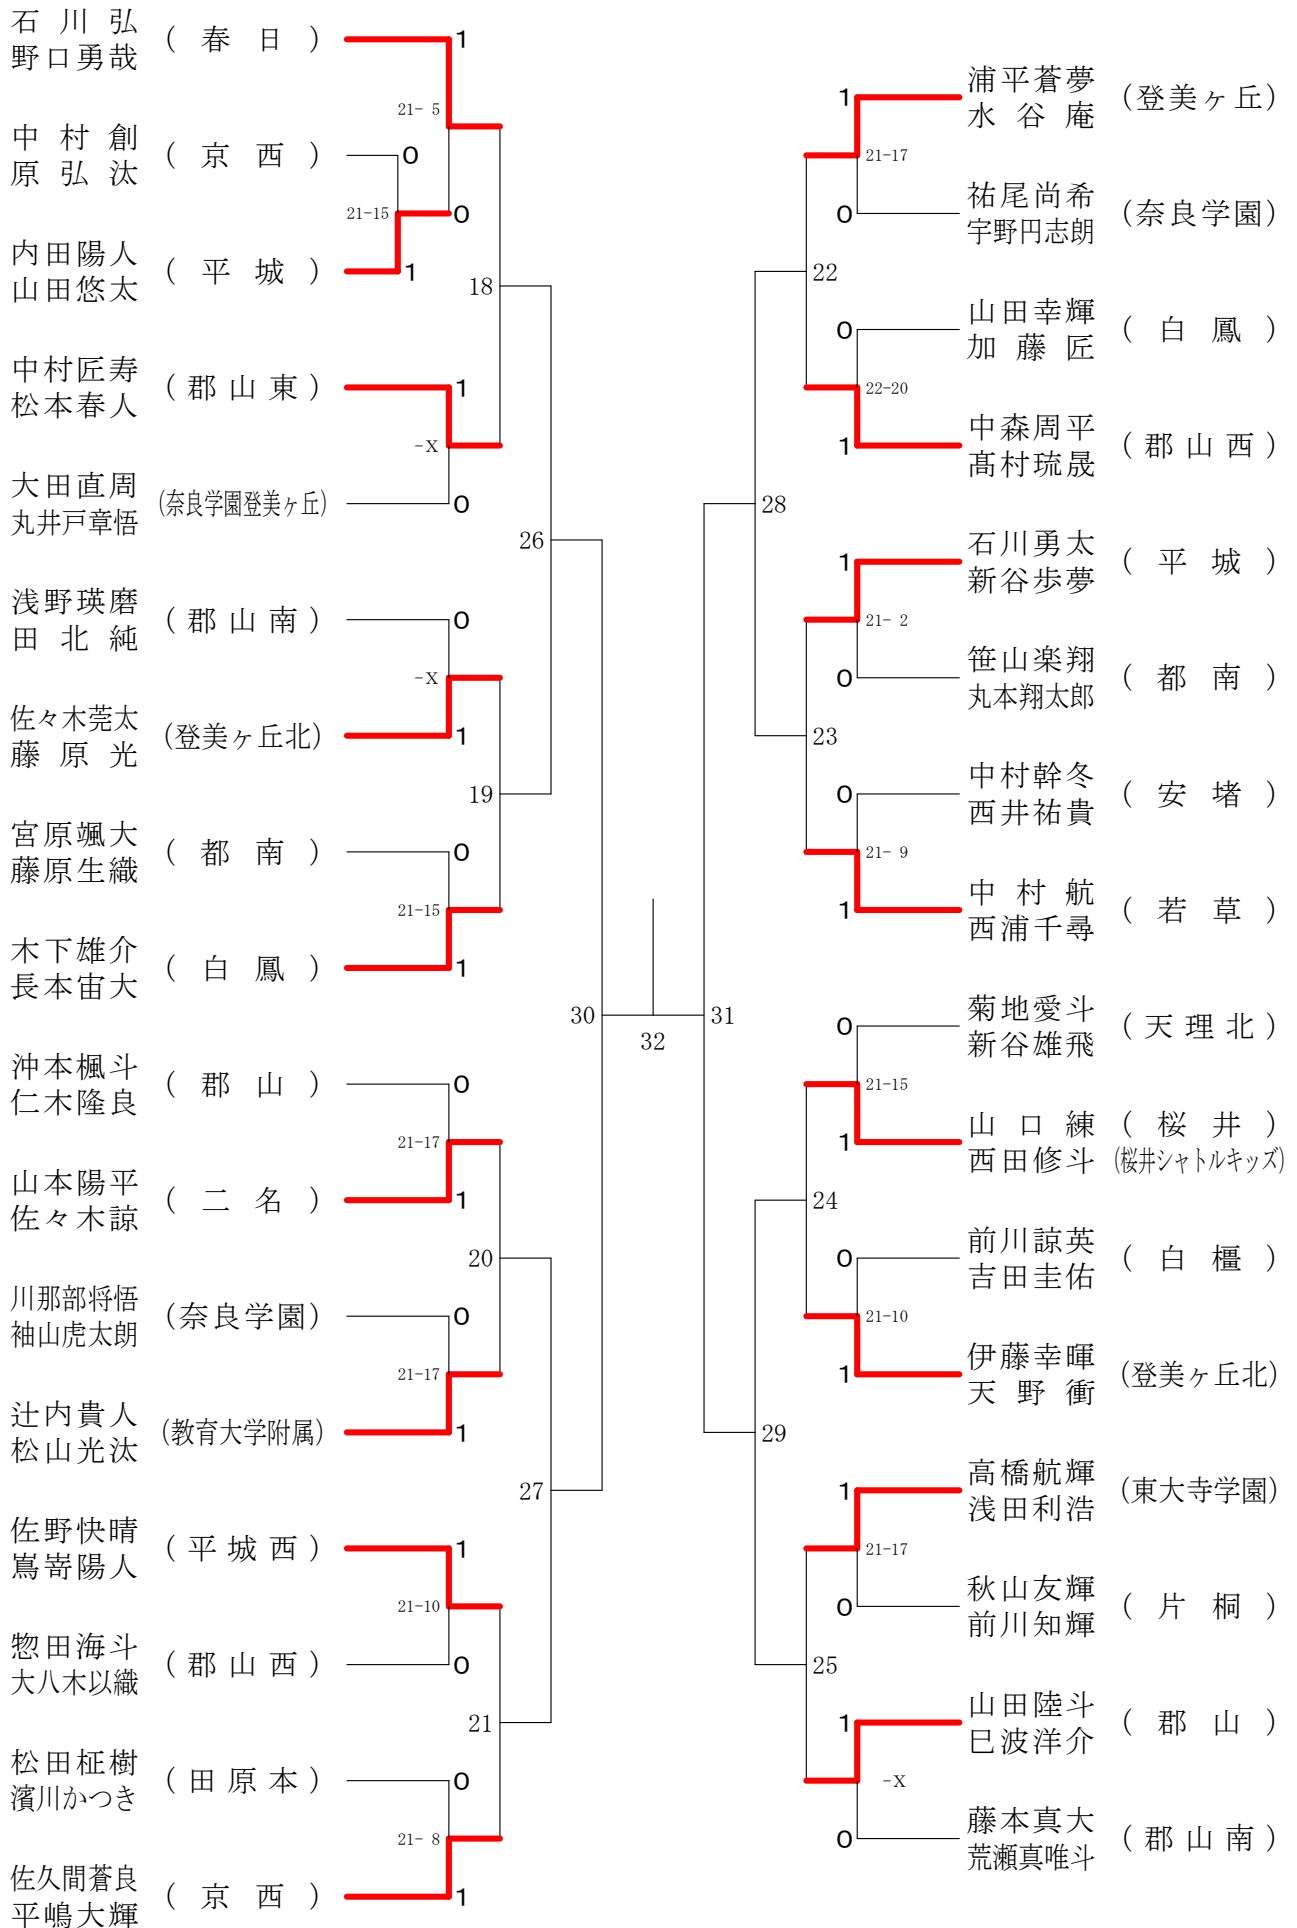 石川弘
野口勇哉
(春日)
1
21- 5
中村創
原弘汰
(京西)
0
21-15
0
内田陽人
山田悠太
(平城)
1
18
中村匠寿
松本春人
(郡山東)
1
-X
大田直周
丸井戸章悟
(奈良学園登美ヶ丘)
0
26
浅野瑛磨
田北純
(郡山南)
0
-X
佐々木莞太
藤原光
(登美ヶ丘北)
1
19
宮原颯大
藤原生織
(都南)
0
21-15
木下雄介
長本宙大
(白鳳)
1
30
32
31
沖本楓斗
仁木隆良
(郡山)
0
21-17
山本陽平
佐々木諒
(二名)
1
20
川那部将悟
袖山虎太朗
(奈良学園)
0
21-17
辻内貴人
松山光汰
(教育大学附属)
1
27
佐野快晴
嶌嵜陽人
(平城西)
1
21-10
惣田海斗
大八木以織
(郡山西)
0
21
松田柾樹
濱川かつき
(田原本)
0
21- 8
佐久間蒼良
平嶋大輝
(京西)
1
浦平蒼夢
水谷庵
(登美ヶ丘)
1
21-17
祐尾尚希
宇野円志朗
(奈良学園)
0
22
山田幸輝
加藤匠
(白鳳)
0
22-20
中森周平
髙村琉晟
(郡山西)
1
28
石川勇太
新谷歩夢
(平城)
1
21- 2
笹山楽翔
丸本翔太郎
(都南)
0
23
中村幹冬
西井祐貴
(安堵)
0
21- 9
中村航
西浦千尋
(若草)
1
菊地愛斗
新谷雄飛
(天理北)
0
21-15
山口練
西田修斗
(桜井)
(桜井シャトルキッズ)
1
24
前川諒英
吉田圭佑
(白橿)
0
21-10
伊藤幸暉
天野衝
(登美ヶ丘北)
1
29
高橋航輝
浅田利浩
(東大寺学園)
1
21-17
秋山友輝
前川知輝
(片桐)
0
25
山田陸斗
巳波洋介
(郡山)
1
-X
藤本真大
荒瀬真唯斗
(郡山南)
0